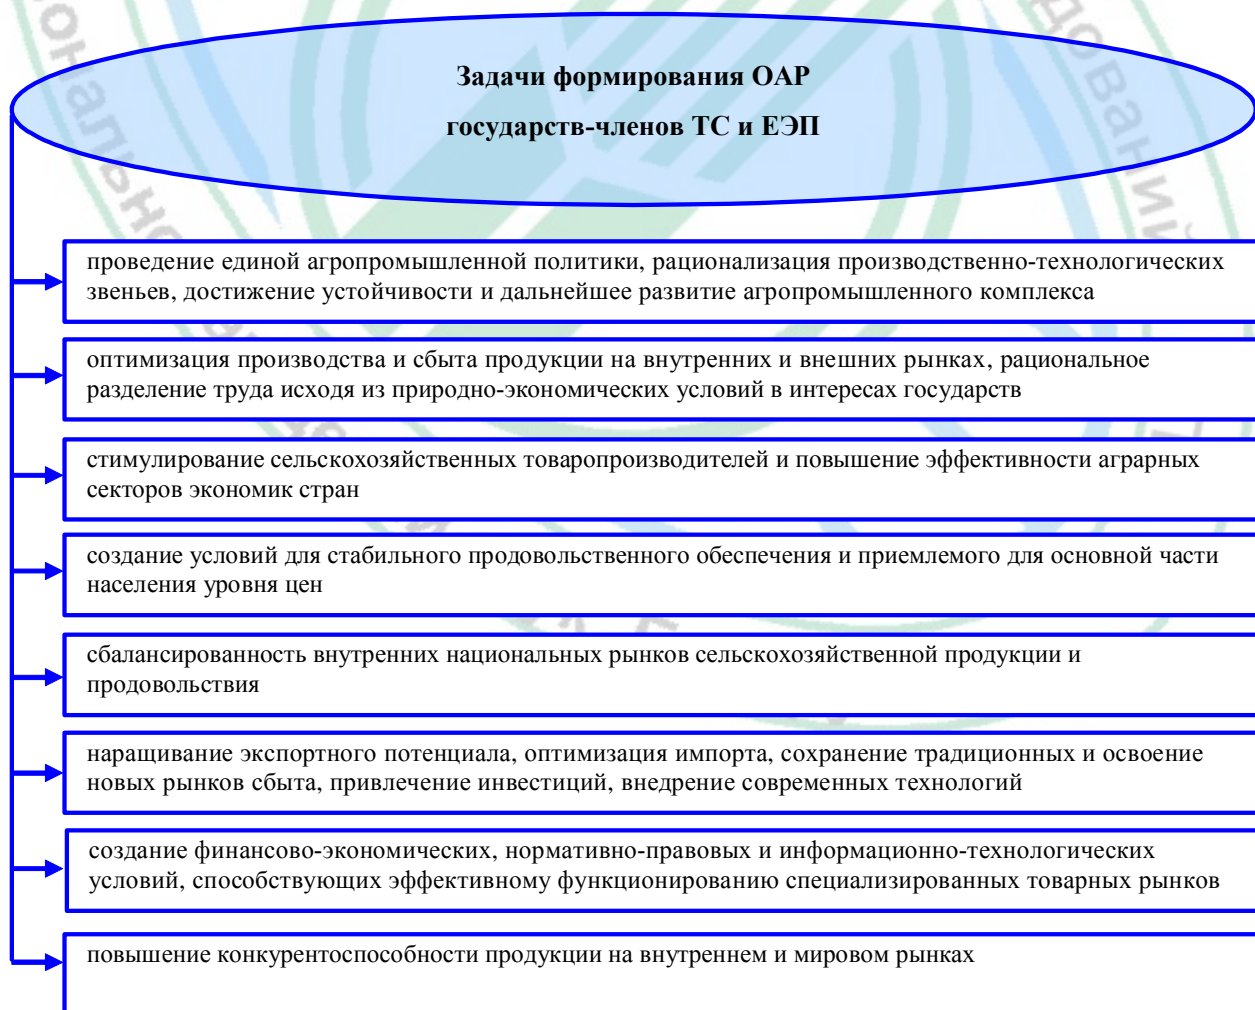 Задачи формирования ОАР
государств-членов ТС и ЕЭП
проведение единой агропромышленной политики, рационализация производственно-технологических
звеньев, достижение устойчивости и дальнейшее развитие агропромышленного комплекса
оптимизация производства и сбыта продукции на внутренних и внешних рынках, рациональное
разделение труда исходя из природно-экономических условий в интересах государств
стимулирование сельскохозяйственных товаропроизводителей и повышение эффективности аграрных
секторов экономик стран
создание условий для стабильного продовольственного обеспечения и приемлемого для основной части
населения уровня цен
сбалансированность внутренних национальных рынков сельскохозяйственной продукции и
продовольствия
наращивание экспортного потенциала, оптимизация импорта, сохранение традиционных и освоение
новых рынков сбыта, привлечение инвестиций, внедрение современных технологий
создание финансово-экономических, нормативно-правовых и информационно-технологических
условий, способствующих эффективному функционированию специализированных товарных рынков
повышение конкурентоспособности продукции на внутреннем и мировом рынках